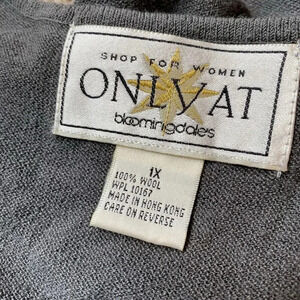 SHOP FOR WOMEN
ONLY AT
bloomingdales
1X
100% WOOL
WPL 10167
MADE IN HONG KONG
CARE ON REVERSE